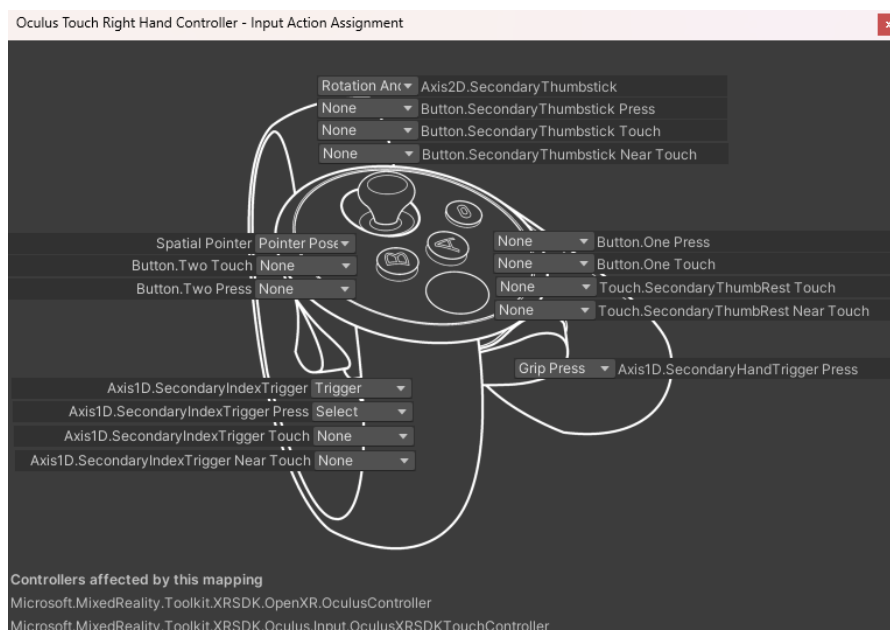 Oculus Touch Right Hand Controller - Input Action Assignment
Rotation Anc Axis2D.SecondaryThumbstick
None Button.SecondaryThumbstick Press
None Button.SecondaryThumbstick Touch
None Button.SecondaryThumbstick Near Touch
O
A
B
Spatial Pointer Pointer Pose
Button.Two Touch None
Button.Two Press None
None Button.One Press
None Button.One Touch
None Touch.SecondaryThumbRest Touch
None Touch.SecondaryThumbRest Near Touch
Grip Press Axis1D.SecondaryHandTrigger Press
Axis1D.SecondaryIndexTrigger Trigger
Axis1D.SecondaryIndexTrigger Press Select
Axis1D.SecondaryIndexTrigger Touch None
Axis1D.SecondaryIndexTrigger Near Touch None
Controllers affected by this mapping
Microsoft.MixedReality.Toolkit.XRSDK.OpenXR.OculusController
Microsoft.MixedReality.Toolkit.XRSDK.Oculus.Input.OculusXRSDKTouchController